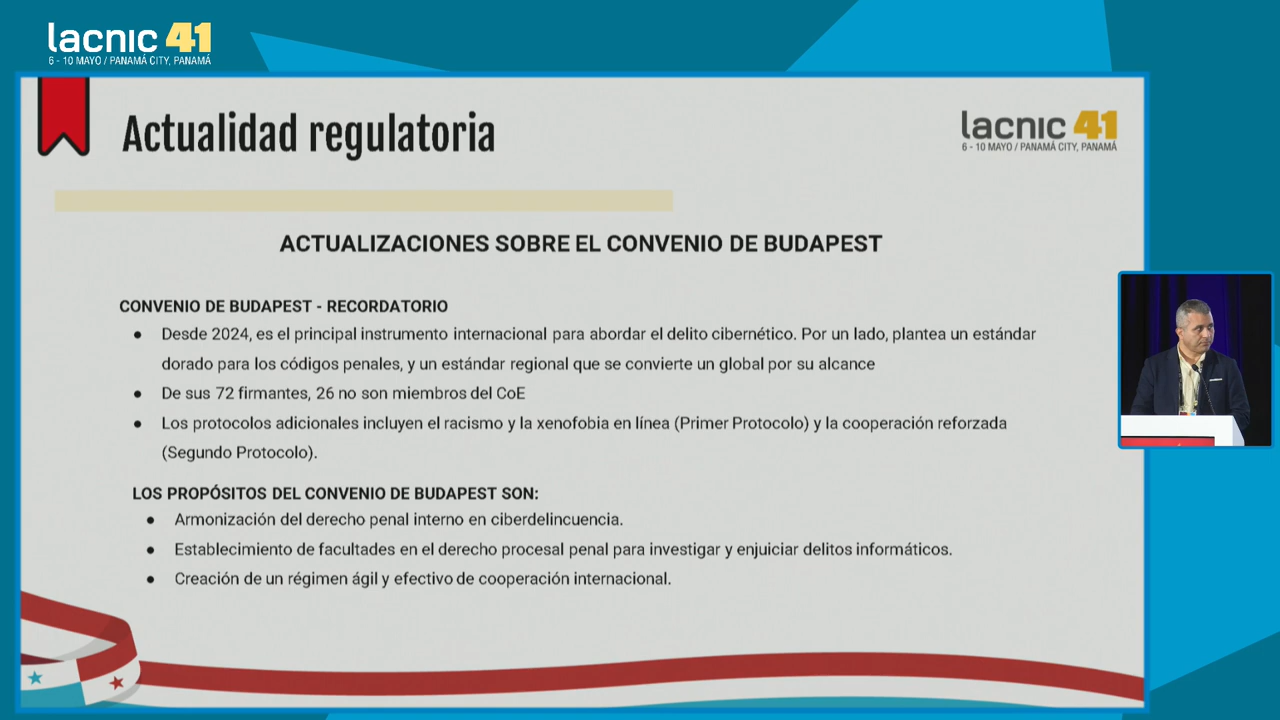 lacnic 41
6 - 10 MAYO / PANAMÁ CITY, PANAMÁ
Actualidad regulatoria
lacnic 41
6 - 10 MAYO / PANAMÁ CITY, PANAMÁ
ACTUALIZACIONES SOBRE EL CONVENIO DE BUDAPEST
CONVENIO DE BUDAPEST - RECORDATORIO
● Desde 2024, es el principal instrumento internacional para abordar el delito cibernético. Por un lado, plantea un estándar
dorado para los códigos penales, y un estándar regional que se convierte un global por su alcance
● De sus 72 firmantes, 26 no son miembros del CoE
● Los protocolos adicionales incluyen el racismo y la xenofobia en línea (Primer Protocolo) y la cooperación reforzada
(Segundo Protocolo).
LOS PROPÓSITOS DEL CONVENIO DE BUDAPEST SON:
● Armonización del derecho penal interno en ciberdelincuencia.
● Establecimiento de facultades en el derecho procesal penal para investigar y enjuiciar delitos informáticos.
● Creación de un régimen ágil y efectivo de cooperación internacional.